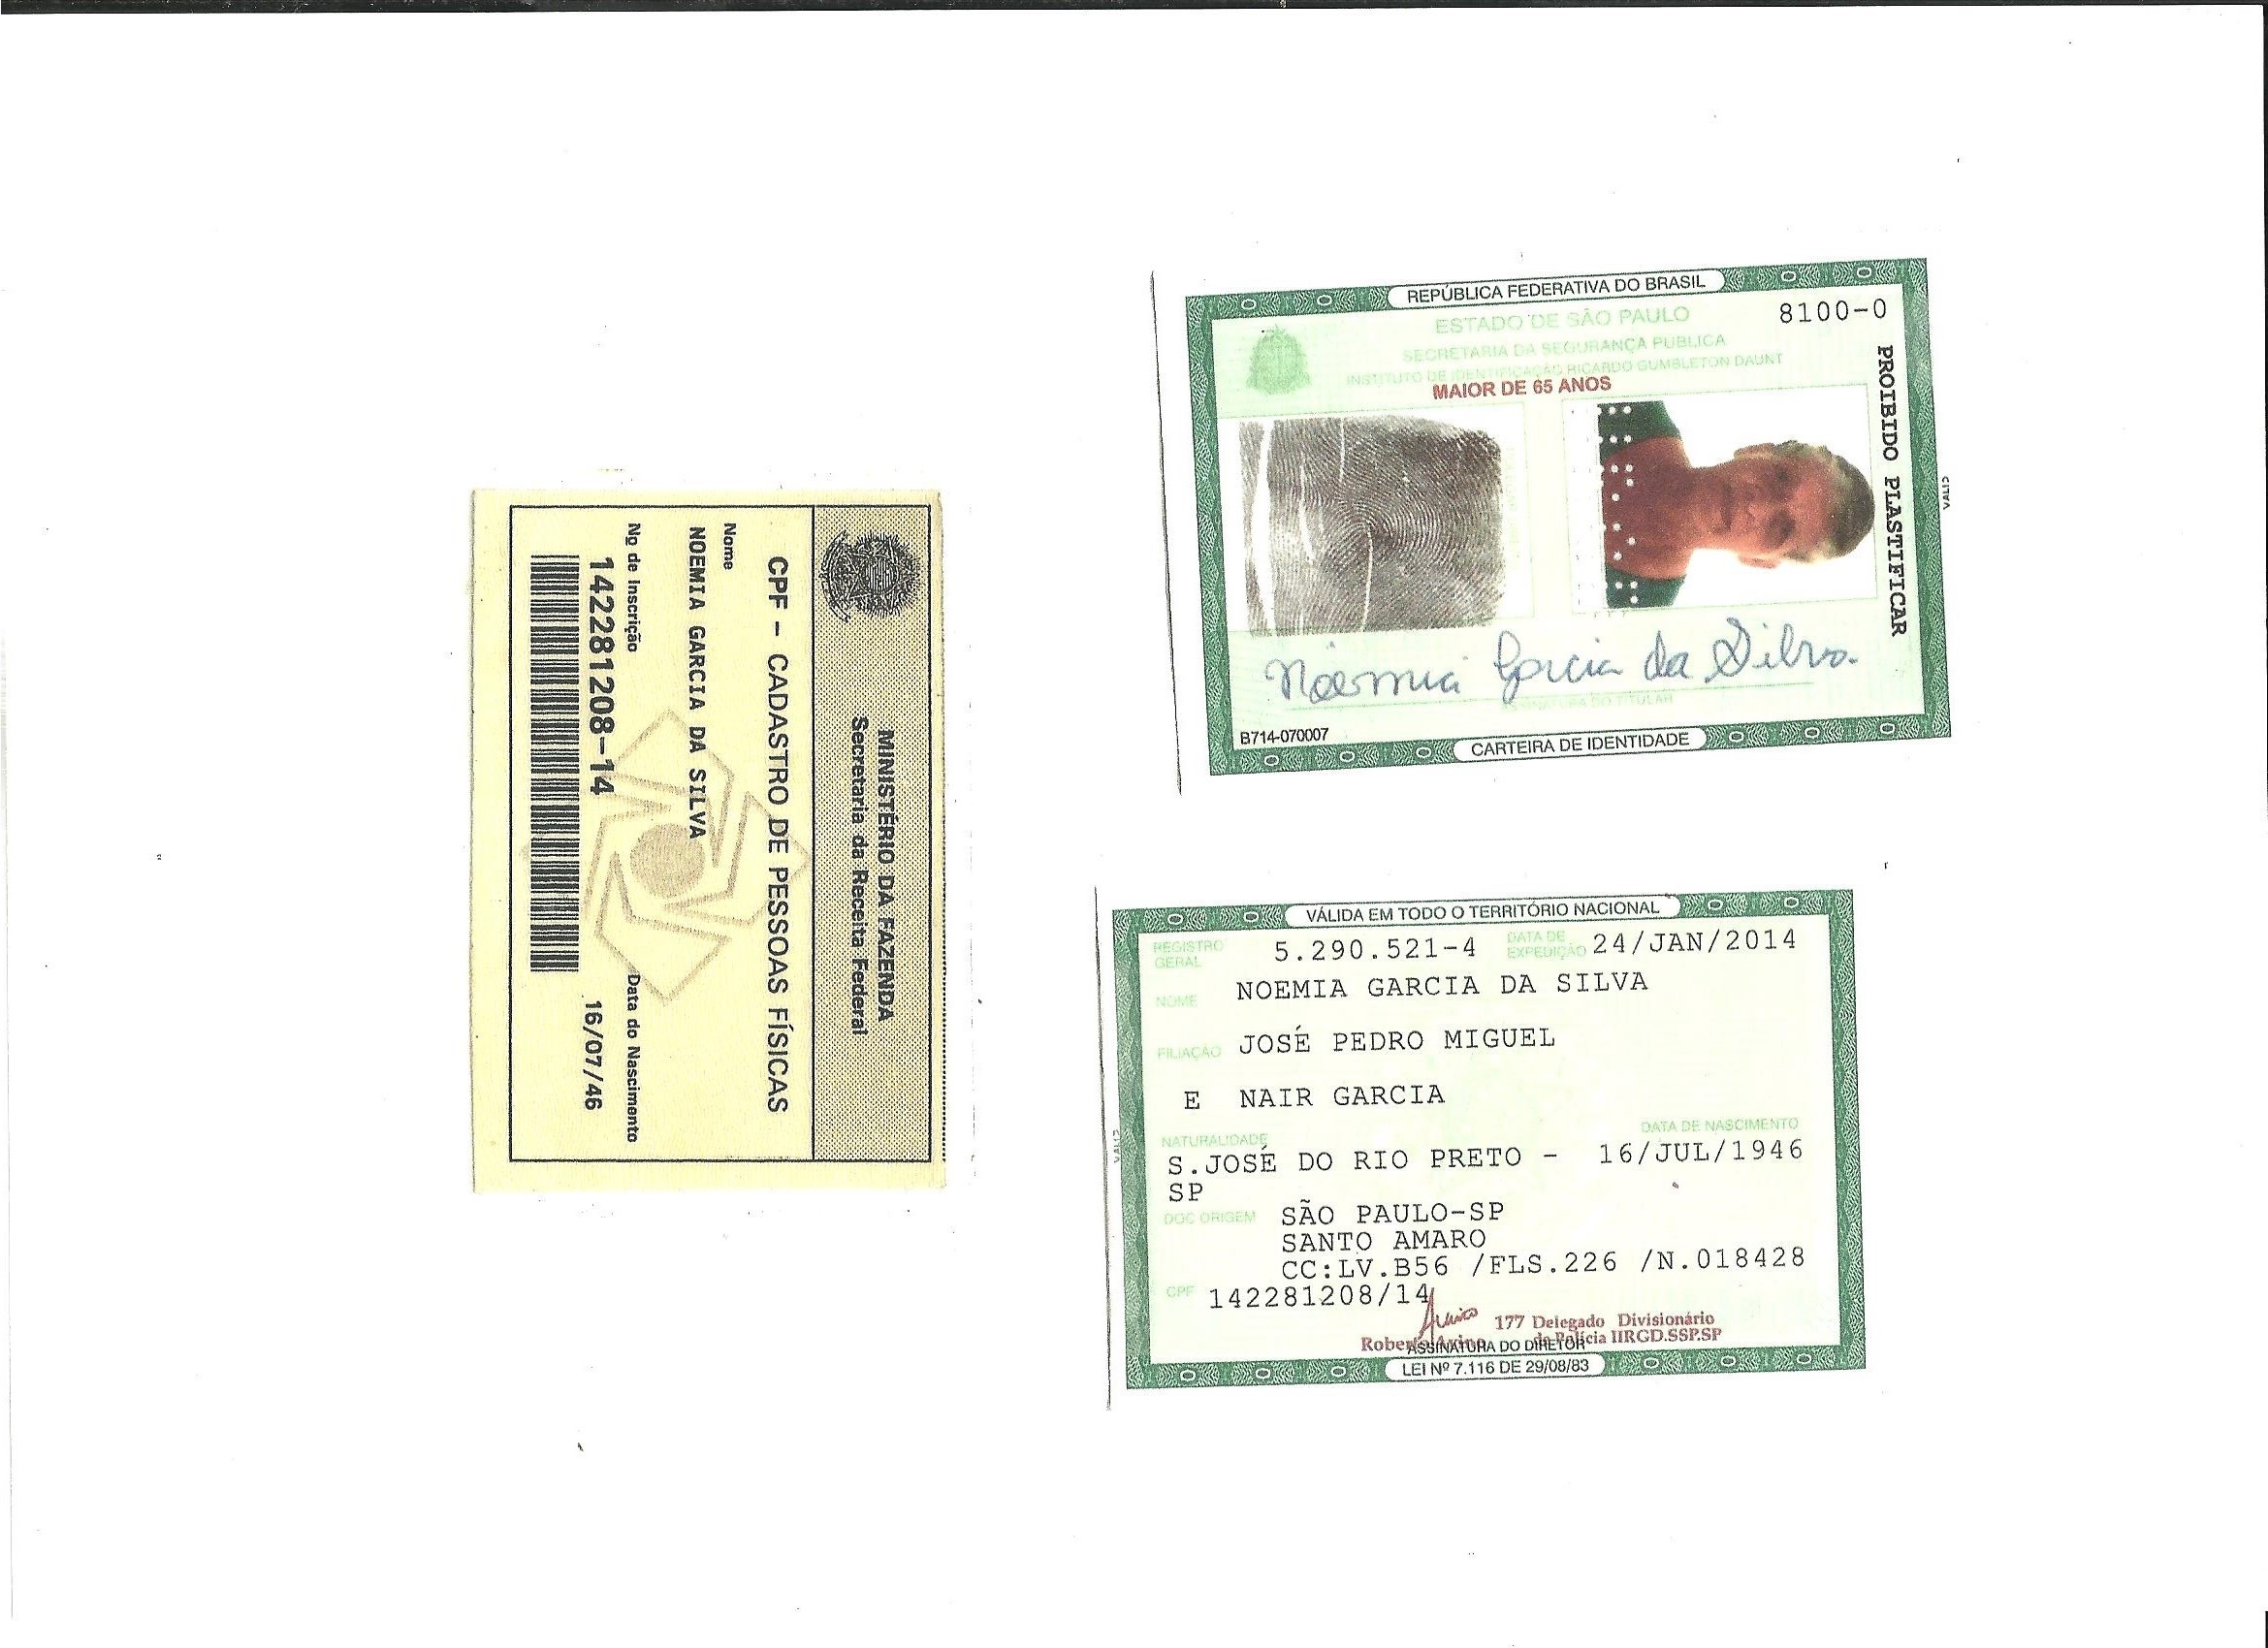 REPÚBLICA FEDERATIVA DO BRASIL
ESTADO DE SÃO PAULO
8100-0
SECRETARIA DA SEGURANÇA PÚBLICA
INSTITUTO DE IDENTIFICAÇÃO RICARDO GUMBLETON DAUNT
MAIOR DE 65 ANOS
PROIBIDO PLASTIFICAR
Noemia Garcia da Silva
ASSINATURA DO TITULAR
B714-070007
CARTEIRA DE IDENTIDADE
MINISTÉRIO DA FAZENDA
Secretaria da Receita Federal
CPF - CADASTRO DE PESSOAS FÍSICAS
Nome
NOEMIA GARCIA DA SILVA
Nº de Inscrição
Data do Nascimento
142281208-14
16/07/46
VÁLIDA EM TODO O TERRITÓRIO NACIONAL
REGISTRO GERAL 5.290.521-4 DATA DE EXPEDIÇÃO 24/JAN/2014
NOME NOEMIA GARCIA DA SILVA
FILIAÇÃO JOSÉ PEDRO MIGUEL
E NAIR GARCIA
NATURALIDADE DATA DE NASCIMENTO
S.JOSÉ DO RIO PRETO - 16/JUL/1946
SP
DOC ORIGEM SÃO PAULO-SP
SANTO AMARO
CC:LV.B56 /FLS.226 /N.018428
CPF 142281208/14
177 Delegado Divisionário
de Polícia IIRGD.SSP.SP
ASSINATURA DO DIRETOR
LEI Nº 7.116 DE 29/08/83